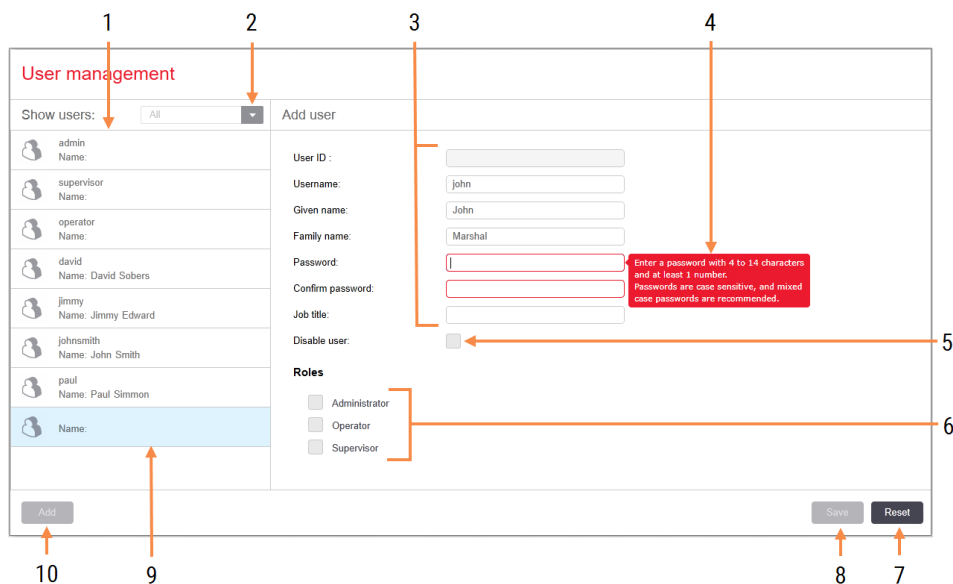 1
2
3
4
User management
Show users:
All
Add user
admin
Name:
supervisor
Name:
operator
Name:
david
Name: David Sobers
jimmy
Name: Jimmy Edward
johnsmith
Name: John Smith
paul
Name: Paul Simmon
Name:
User ID :
Username:
john
Given name:
John
Family name:
Marshal
Password:
Enter a password with 4 to 14 characters
and at least 1 number.
Passwords are case sensitive, and mixed
case passwords are recommended.
Confirm password:
Job title:
Disable user:
5
Roles
Administrator
Operator
Supervisor
6
Add
Save
Reset
10
9
8
7